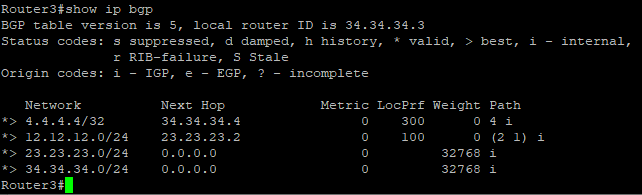 Router3#show ip bgp
BGP table version is 5, local router ID is 34.34.34.3
Status codes: s suppressed, d damped, h history, * valid, > best, i - internal,
              r RIB-failure, S Stale
Origin codes: i - IGP, e - EGP, ? - incomplete

   Network          Next Hop            Metric LocPrf Weight Path
*> 4.4.4.4/32       34.34.34.4               0    300      0 4 i
*> 12.12.12.0/24    23.23.23.2               0    100      0 (2 1) i
*> 23.23.23.0/24    0.0.0.0                  0         32768 i
*> 34.34.34.0/24    0.0.0.0                  0         32768 i
Router3#